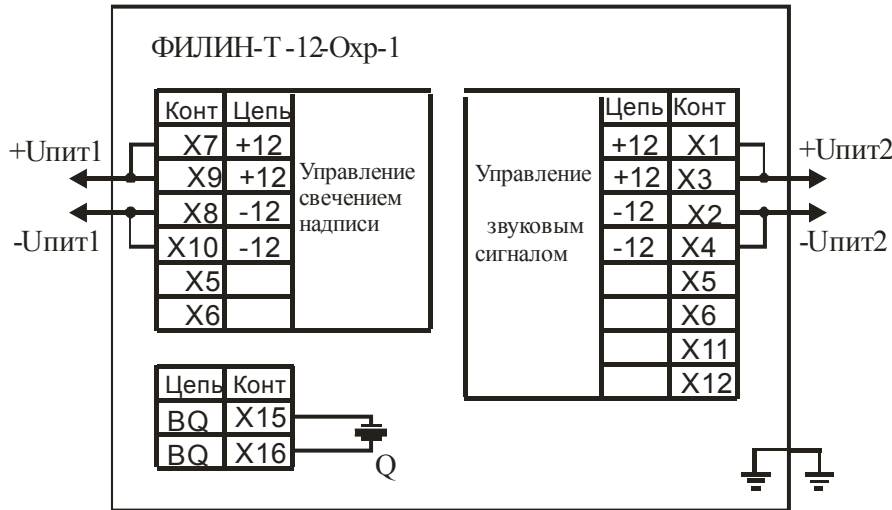 ФИЛИН-Т -12-Охр-1
Конт Цепь
X7 +12
X9 +12
X8 -12
X10 -12
X5
X6
Управление
свечением
надписи
+Uпит1
-Uпит1
Цепь Конт
+12 X1
+12 X3
-12 X2
-12 X4
X5
X6
X11
X12
Управление
звуковым
сигналом
+Uпит2
-Uпит2
Цепь Конт
BQ X15
BQ X16
Q